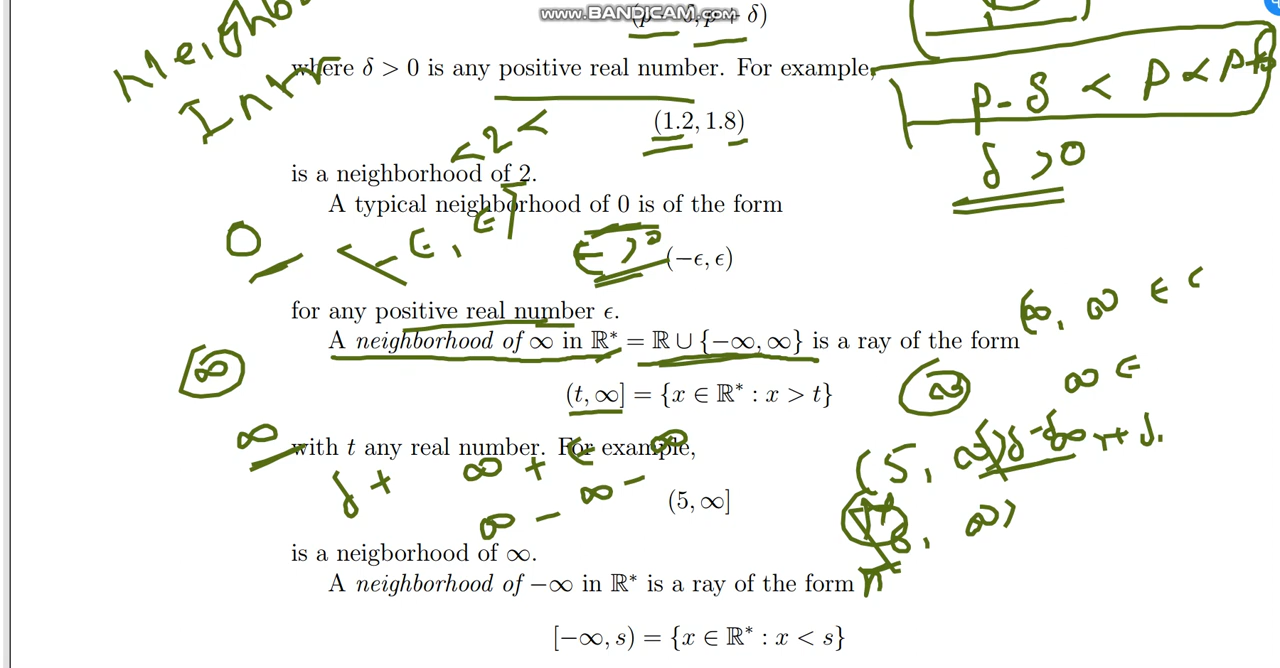 www.BANDICAM.com
Neighbo
Intr
(p − δ, p + δ)
where δ > 0 is any positive real number. For example,
p - δ < p < p + δ
(1.2, 1.8)
< 2 <
δ > 0
is a neighborhood of 2.
A typical neighborhood of 0 is of the form
0
< - ϵ, ϵ
ϵ > 0
(−ϵ, ϵ)
for any positive real number ϵ.
A neighborhood of ∞ in ℝ* = ℝ ∪ {−∞, ∞} is a ray of the form
∞
(t, ∞] = {x ∈ ℝ* : x > t}
∞
∞ ∈
∞
with t any real number. For example,
δ +
∞ + ϵ
∞ - ∞ -
(5, ∞]
is a neigborhood of ∞.
A neighborhood of −∞ in ℝ* is a ray of the form
[−∞, s) = {x ∈ ℝ* : x < s}